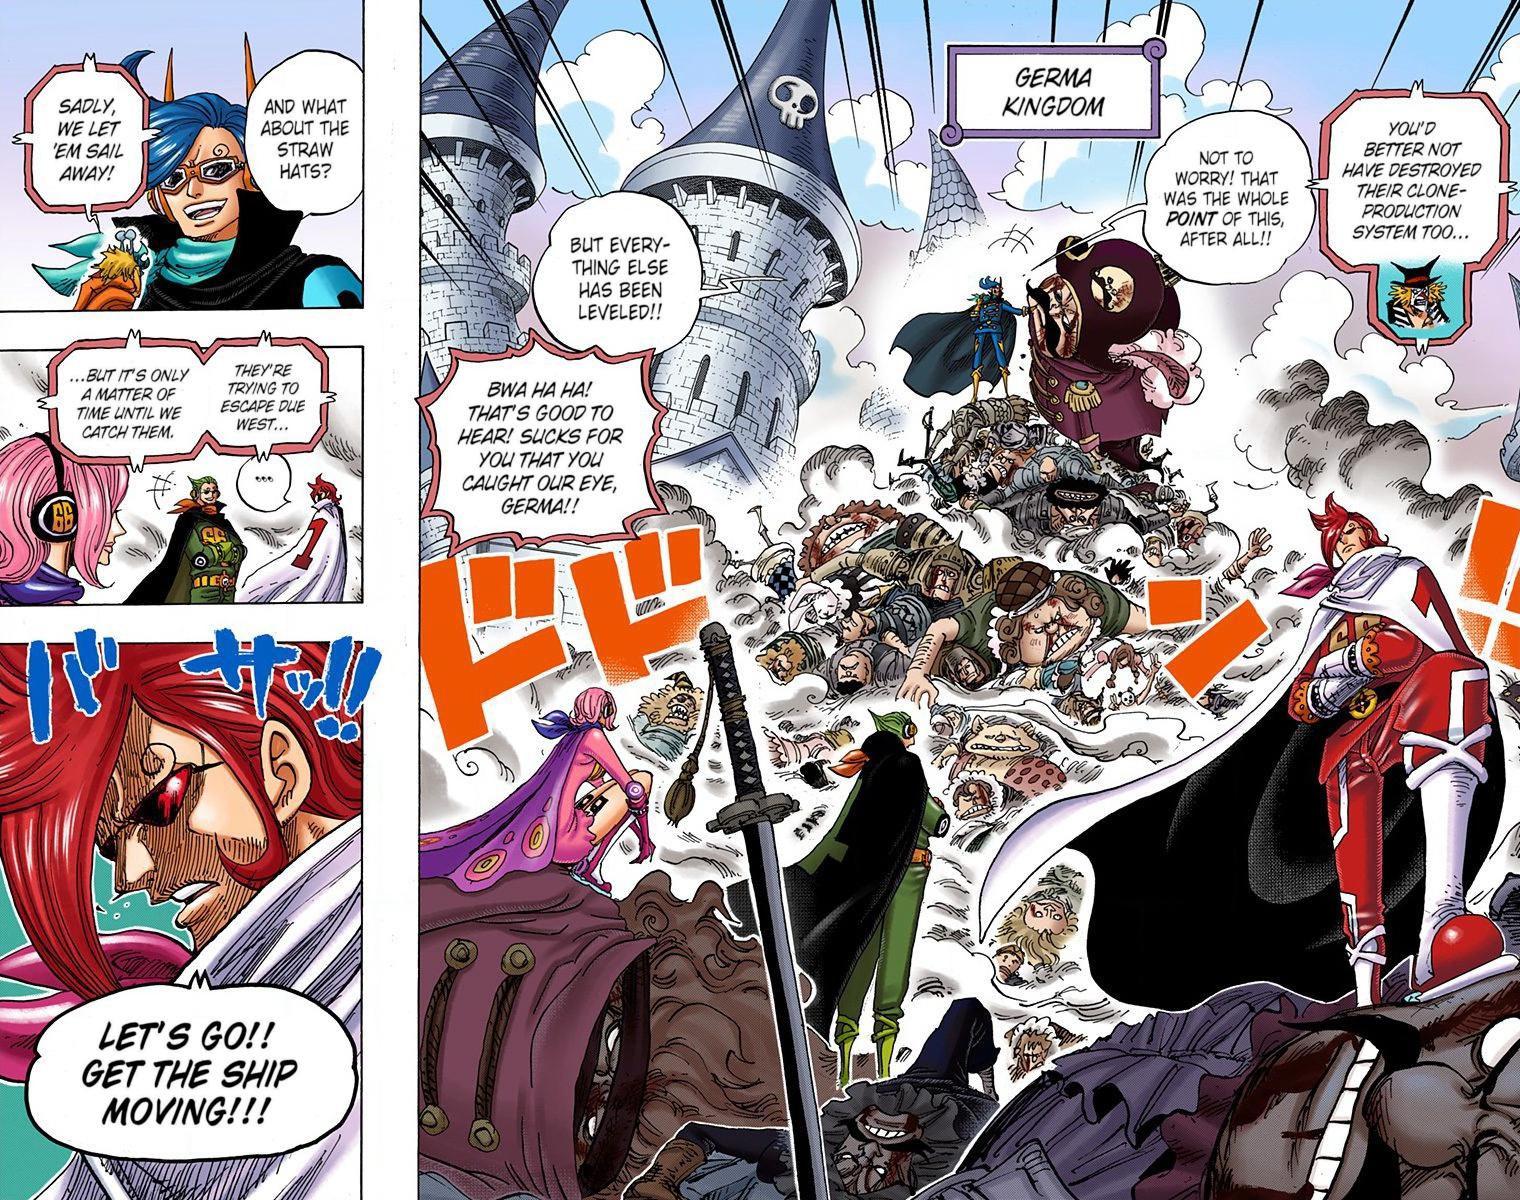 GERMA
KINGDOM
YOU'D
BETTER NOT
HAVE DESTROYED
THEIR CLONE-
PRODUCTION
SYSTEM TOO...
NOT TO
WORRY! THAT
WAS THE WHOLE
POINT OF THIS,
AFTER ALL!!
BUT EVERY-
THING ELSE
HAS BEEN
LEVELED!!
BWA HA HA!
THAT'S GOOD TO
HEAR! SUCKS FOR
YOU THAT YOU
CAUGHT OUR EYE,
GERMA!!
ドドン!!
AND WHAT
ABOUT THE
STRAW
HATS?
SADLY,
WE LET
'EM SAIL
AWAY!
THEY'RE
TRYING TO
ESCAPE DUE
WEST...
...BUT IT'S ONLY
A MATTER OF
TIME UNTIL WE
CATCH THEM.
...
66
バサッ!!
LET'S GO!!
GET THE SHIP
MOVING!!!